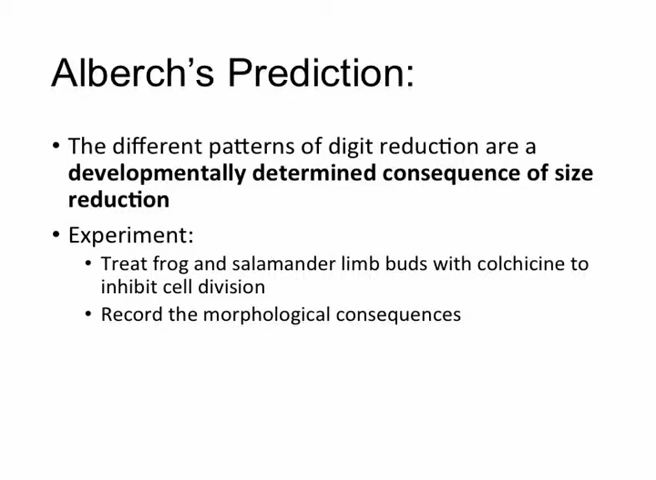 Alberch’s Prediction:
• The different patterns of digit reduction are a
developmentally determined consequence of size
reduction
• Experiment:
• Treat frog and salamander limb buds with colchicine to
inhibit cell division
• Record the morphological consequences